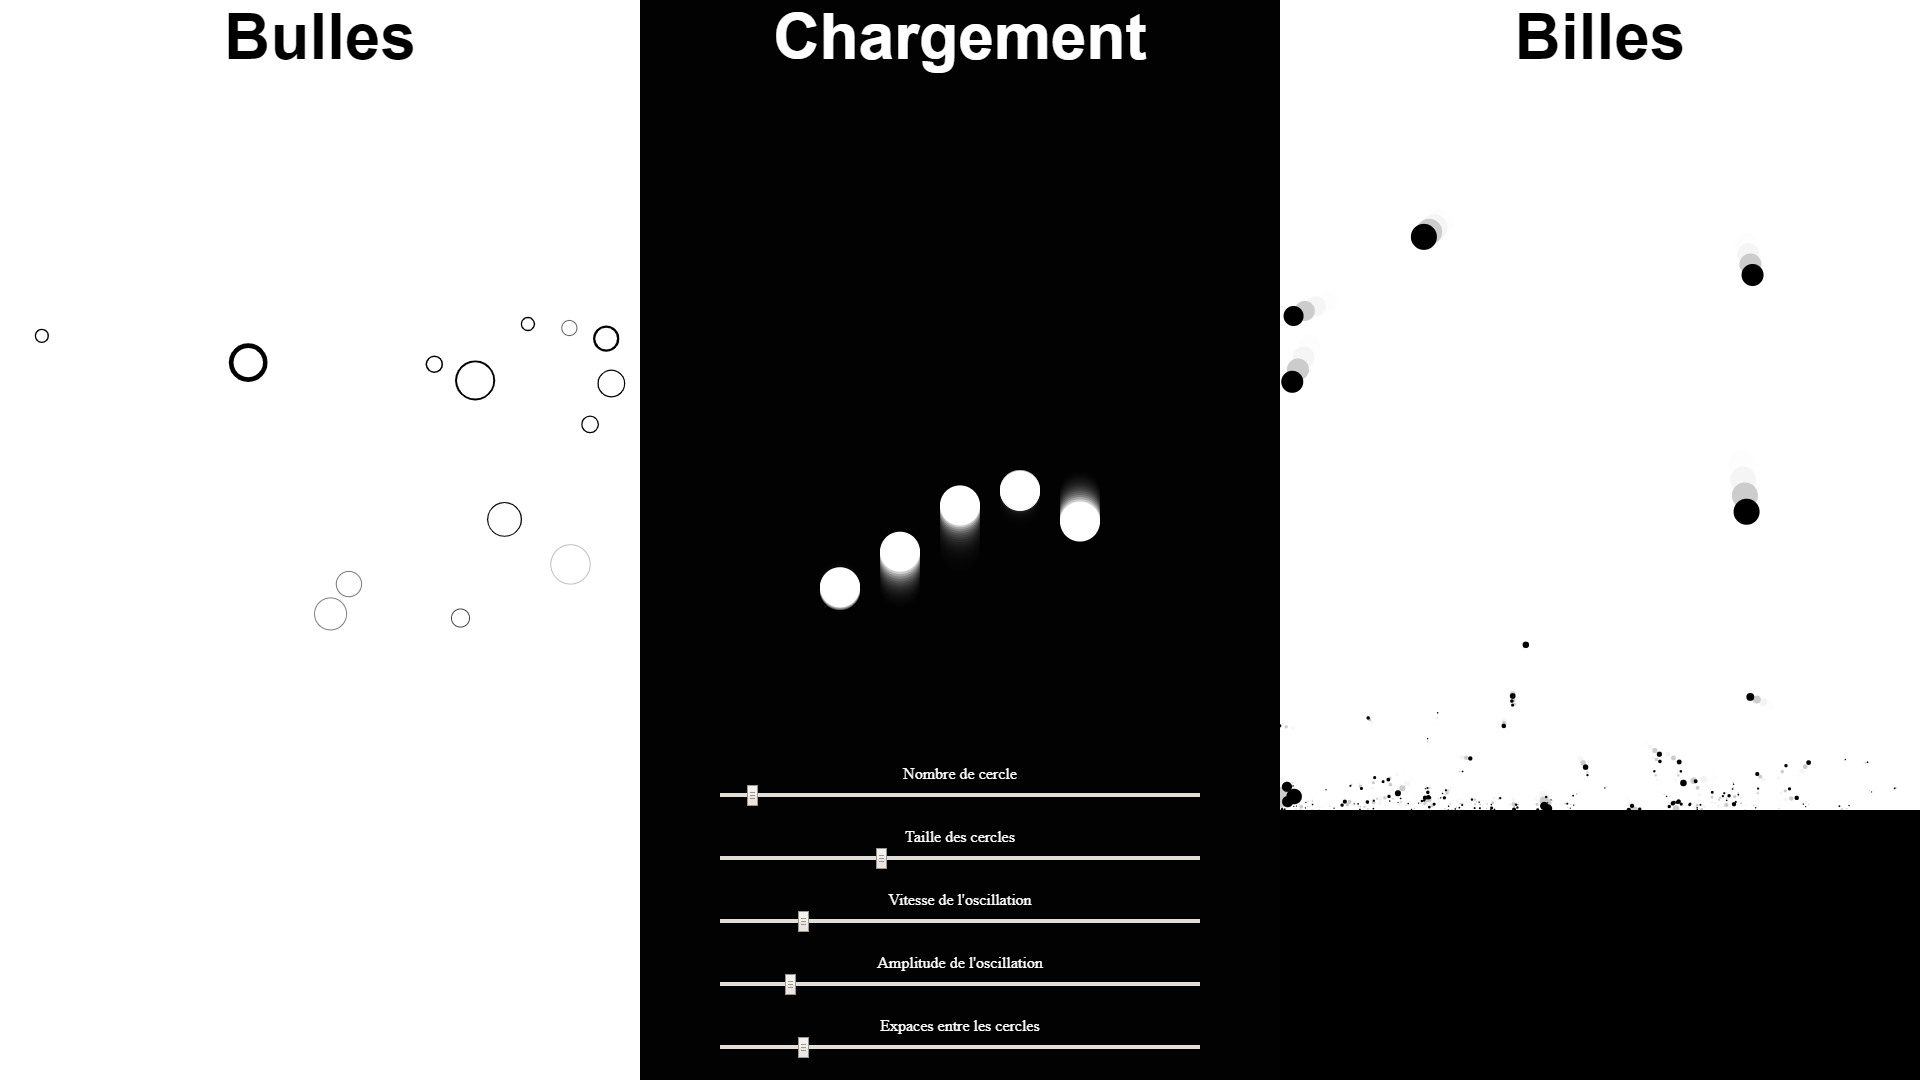 Bulles
Chargement
Billes
Nombre de cercle
Taille des cercles
Vitesse de l'oscillation
Amplitude de l'oscillation
Expaces entre les cercles